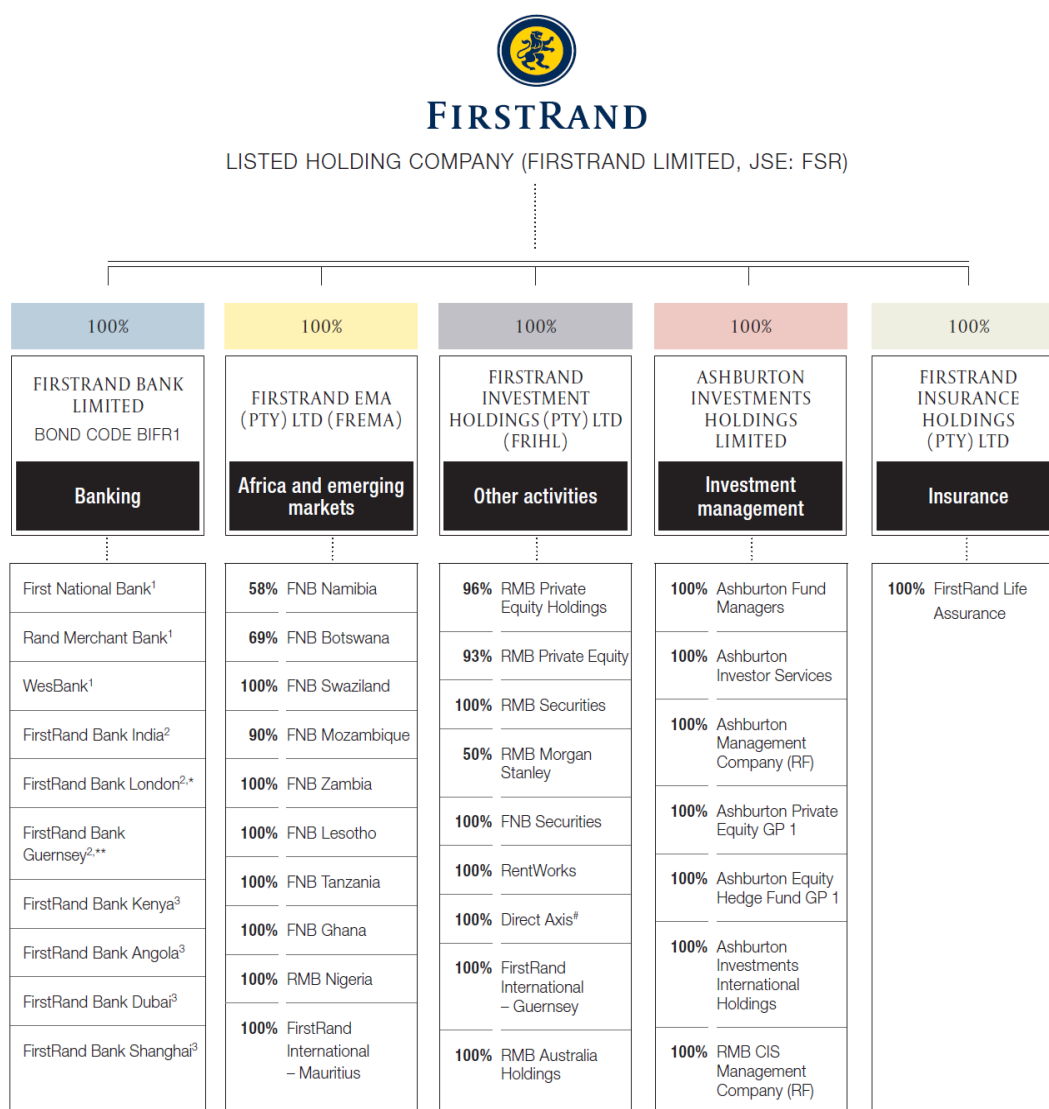 FIRSTRAND
LISTED HOLDING COMPANY (FIRSTRAND LIMITED, JSE: FSR)
100%
FIRSTRAND BANK
LIMITED
BOND CODE BIFR1
Banking
First National Bank¹
Rand Merchant Bank¹
WesBank¹
FirstRand Bank India²
FirstRand Bank London²,*
FirstRand Bank
Guernsey²,**
FirstRand Bank Kenya³
FirstRand Bank Angola³
FirstRand Bank Dubai³
FirstRand Bank Shanghai³
100%
FIRSTRAND EMA
(PTY) LTD (FREMA)
Africa and emerging
markets
58% FNB Namibia
69% FNB Botswana
100% FNB Swaziland
90% FNB Mozambique
100% FNB Zambia
100% FNB Lesotho
100% FNB Tanzania
100% FNB Ghana
100% RMB Nigeria
100% FirstRand
International
– Mauritius
100%
FIRSTRAND
INVESTMENT
HOLDINGS (PTY) LTD
(FRIHL)
Other activities
96% RMB Private
Equity Holdings
93% RMB Private Equity
100% RMB Securities
50% RMB Morgan
Stanley
100% FNB Securities
100% RentWorks
100% Direct Axis#
100% FirstRand
International
– Guernsey
100% RMB Australia
Holdings
100%
ASHBURTON
INVESTMENTS
HOLDINGS
LIMITED
Investment
management
100% Ashburton Fund
Managers
100% Ashburton
Investor Services
100% Ashburton
Management
Company (RF)
100% Ashburton Private
Equity GP 1
100% Ashburton Equity
Hedge Fund GP 1
100% Ashburton
Investments
International
Holdings
100% RMB CIS
Management
Company (RF)
100%
FIRSTRAND
INSURANCE
HOLDINGS
(PTY) LTD
Insurance
100% FirstRand Life
Assurance